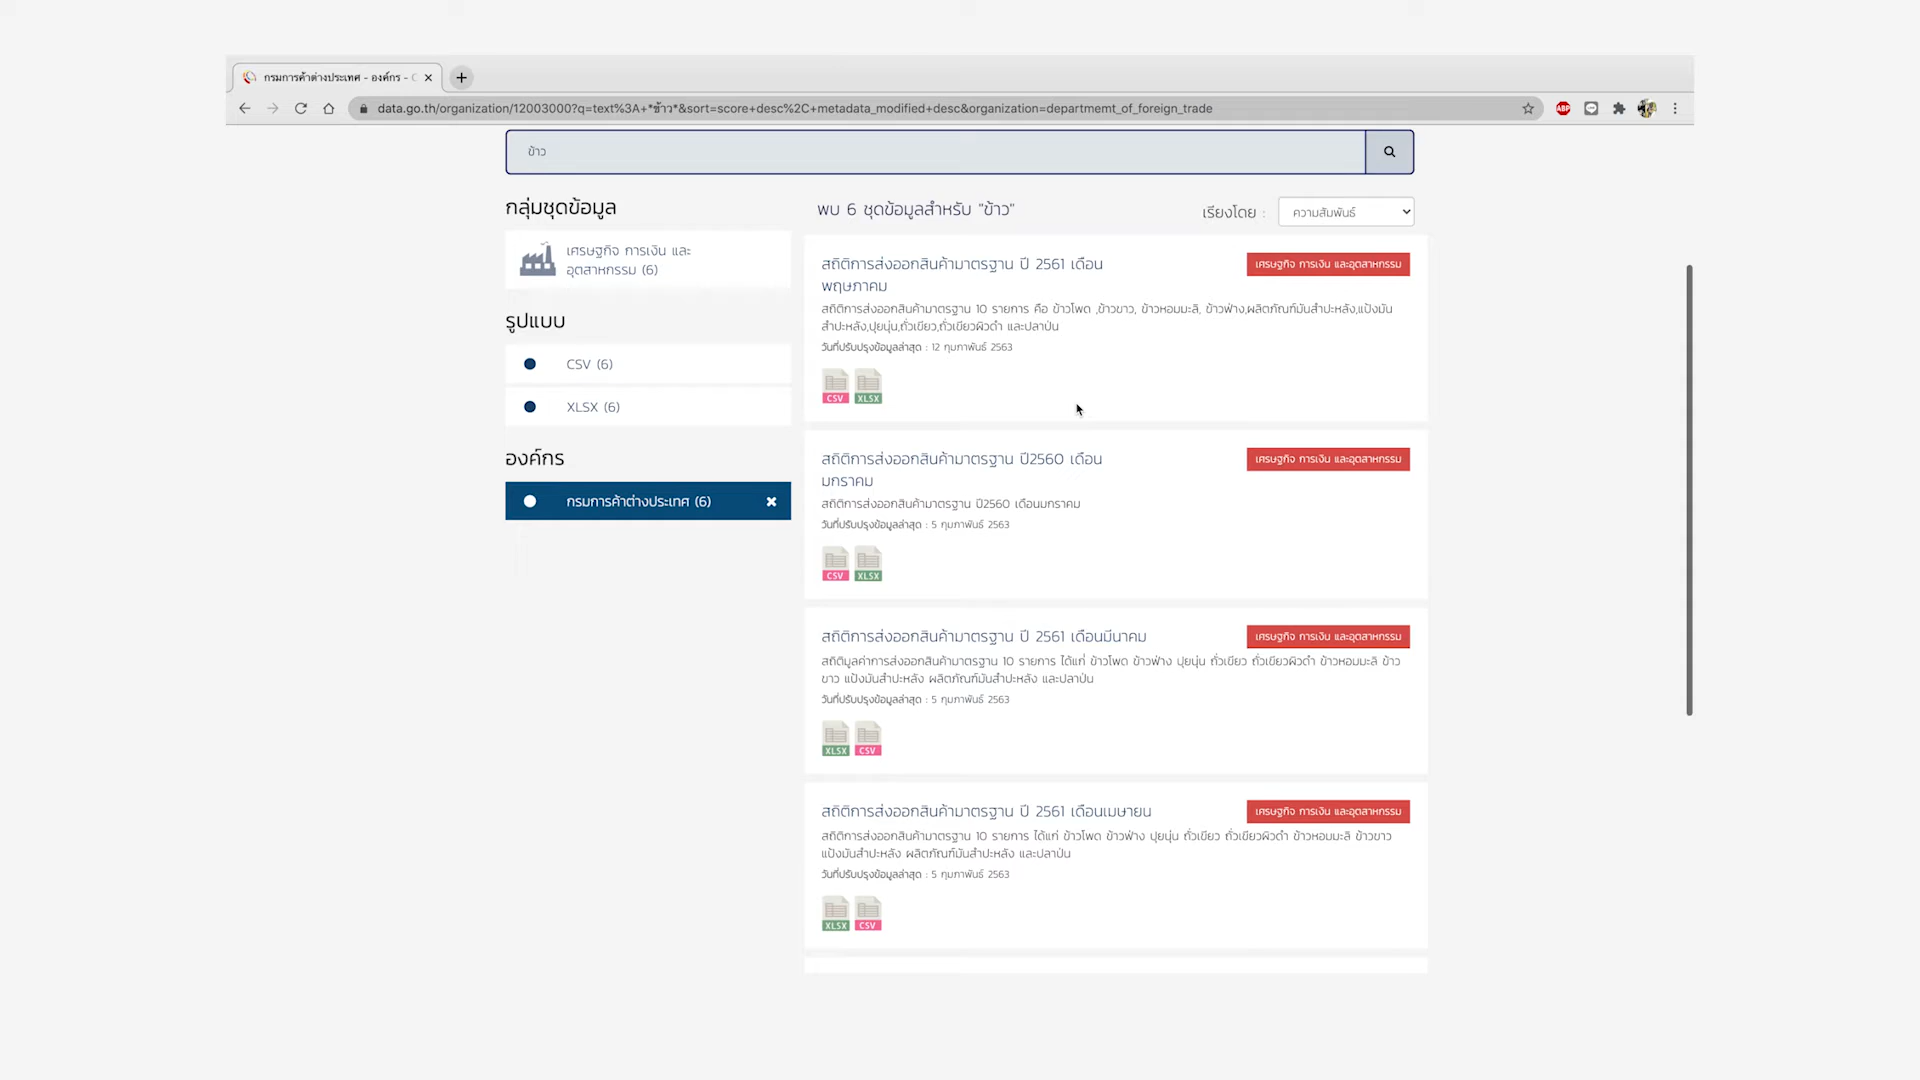 กรมการค้าต่างประเทศ - องค์กร -
data.go.th/organization/12003000?q=text%3A+*ข้าว*&sort=score+desc%2C+metadata_modified+desc&organization=departmemt_of_foreign_trade
ABP
ข้าว
กลุ่มชุดข้อมูล
เศรษฐกิจ การเงิน และ
อุตสาหกรรม (6)
รูปแบบ
CSV (6)
XLSX (6)
องค์กร
กรมการค้าต่างประเทศ (6)
พบ 6 ชุดข้อมูลสำหรับ "ข้าว"
เรียงโดย :
ความสัมพันธ์
สถิติการส่งออกสินค้ามาตรฐาน ปี 2561 เดือน
พฤษภาคม
เศรษฐกิจ การเงิน และอุตสาหกรรม
สถิติการส่งออกสินค้ามาตรฐาน 10 รายการ คือ ข้าวโพด ,ข้าวขาว, ข้าวหอมมะลิ, ข้าวฟ่าง,ผลิตภัณฑ์มันสำปะหลัง,แป้งมัน
สำปะหลัง,ปุยนุ่น,ถั่วเขียว,ถั่วเขียวผิวดำ และปลาป่น
วันที่ปรับปรุงข้อมูลล่าสุด : 12 กุมภาพันธ์ 2563
CSV XLSX
สถิติการส่งออกสินค้ามาตรฐาน ปี2560 เดือน
มกราคม
เศรษฐกิจ การเงิน และอุตสาหกรรม
สถิติการส่งออกสินค้ามาตรฐาน ปี2560 เดือนมกราคม
วันที่ปรับปรุงข้อมูลล่าสุด : 5 กุมภาพันธ์ 2563
CSV XLSX
สถิติการส่งออกสินค้ามาตรฐาน ปี 2561 เดือนมีนาคม
เศรษฐกิจ การเงิน และอุตสาหกรรม
สถิติมูลค่าการส่งออกสินค้ามาตรฐาน 10 รายการ ได้แก่ ข้าวโพด ข้าวฟ่าง ปุยนุ่น ถั่วเขียว ถั่วเขียวผิวดำ ข้าวหอมมะลิ ข้าว
ขาว แป้งมันสำปะหลัง ผลิตภัณฑ์มันสำปะหลัง และปลาป่น
วันที่ปรับปรุงข้อมูลล่าสุด : 5 กุมภาพันธ์ 2563
XLSX CSV
สถิติการส่งออกสินค้ามาตรฐาน ปี 2561 เดือนเมษายน
เศรษฐกิจ การเงิน และอุตสาหกรรม
สถิติการส่งออกสินค้ามาตรฐาน 10 รายการ ได้แก่ ข้าวโพด ข้าวฟ่าง ปุยนุ่น ถั่วเขียว ถั่วเขียวผิวดำ ข้าวหอมมะลิ ข้าวขาว
แป้งมันสำปะหลัง ผลิตภัณฑ์มันสำปะหลัง และปลาป่น
วันที่ปรับปรุงข้อมูลล่าสุด : 5 กุมภาพันธ์ 2563
XLSX CSV